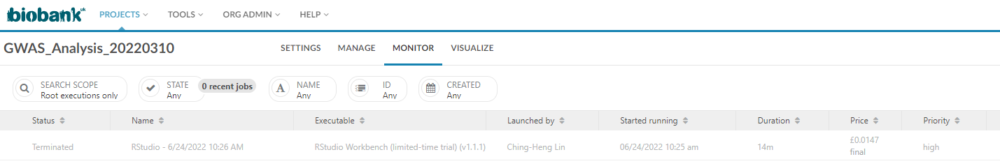 biobank uk PROJECTS TOOLS ORG ADMIN HELP
GWAS_Analysis_20220310 SETTINGS MANAGE MONITOR VISUALIZE
SEARCH SCOPE STATE 0 recent jobs NAME ID CREATED
Root executions only Any Any Any Any
Status Name Executable Launched by Started running Duration Price Priority
Terminated RStudio - 6/24/2022 10:26 AM RStudio Workbench (limited-time trial) (v1.1.1) Ching-Heng Lin 06/24/2022 10:25 am 14m £0.0147 high
final